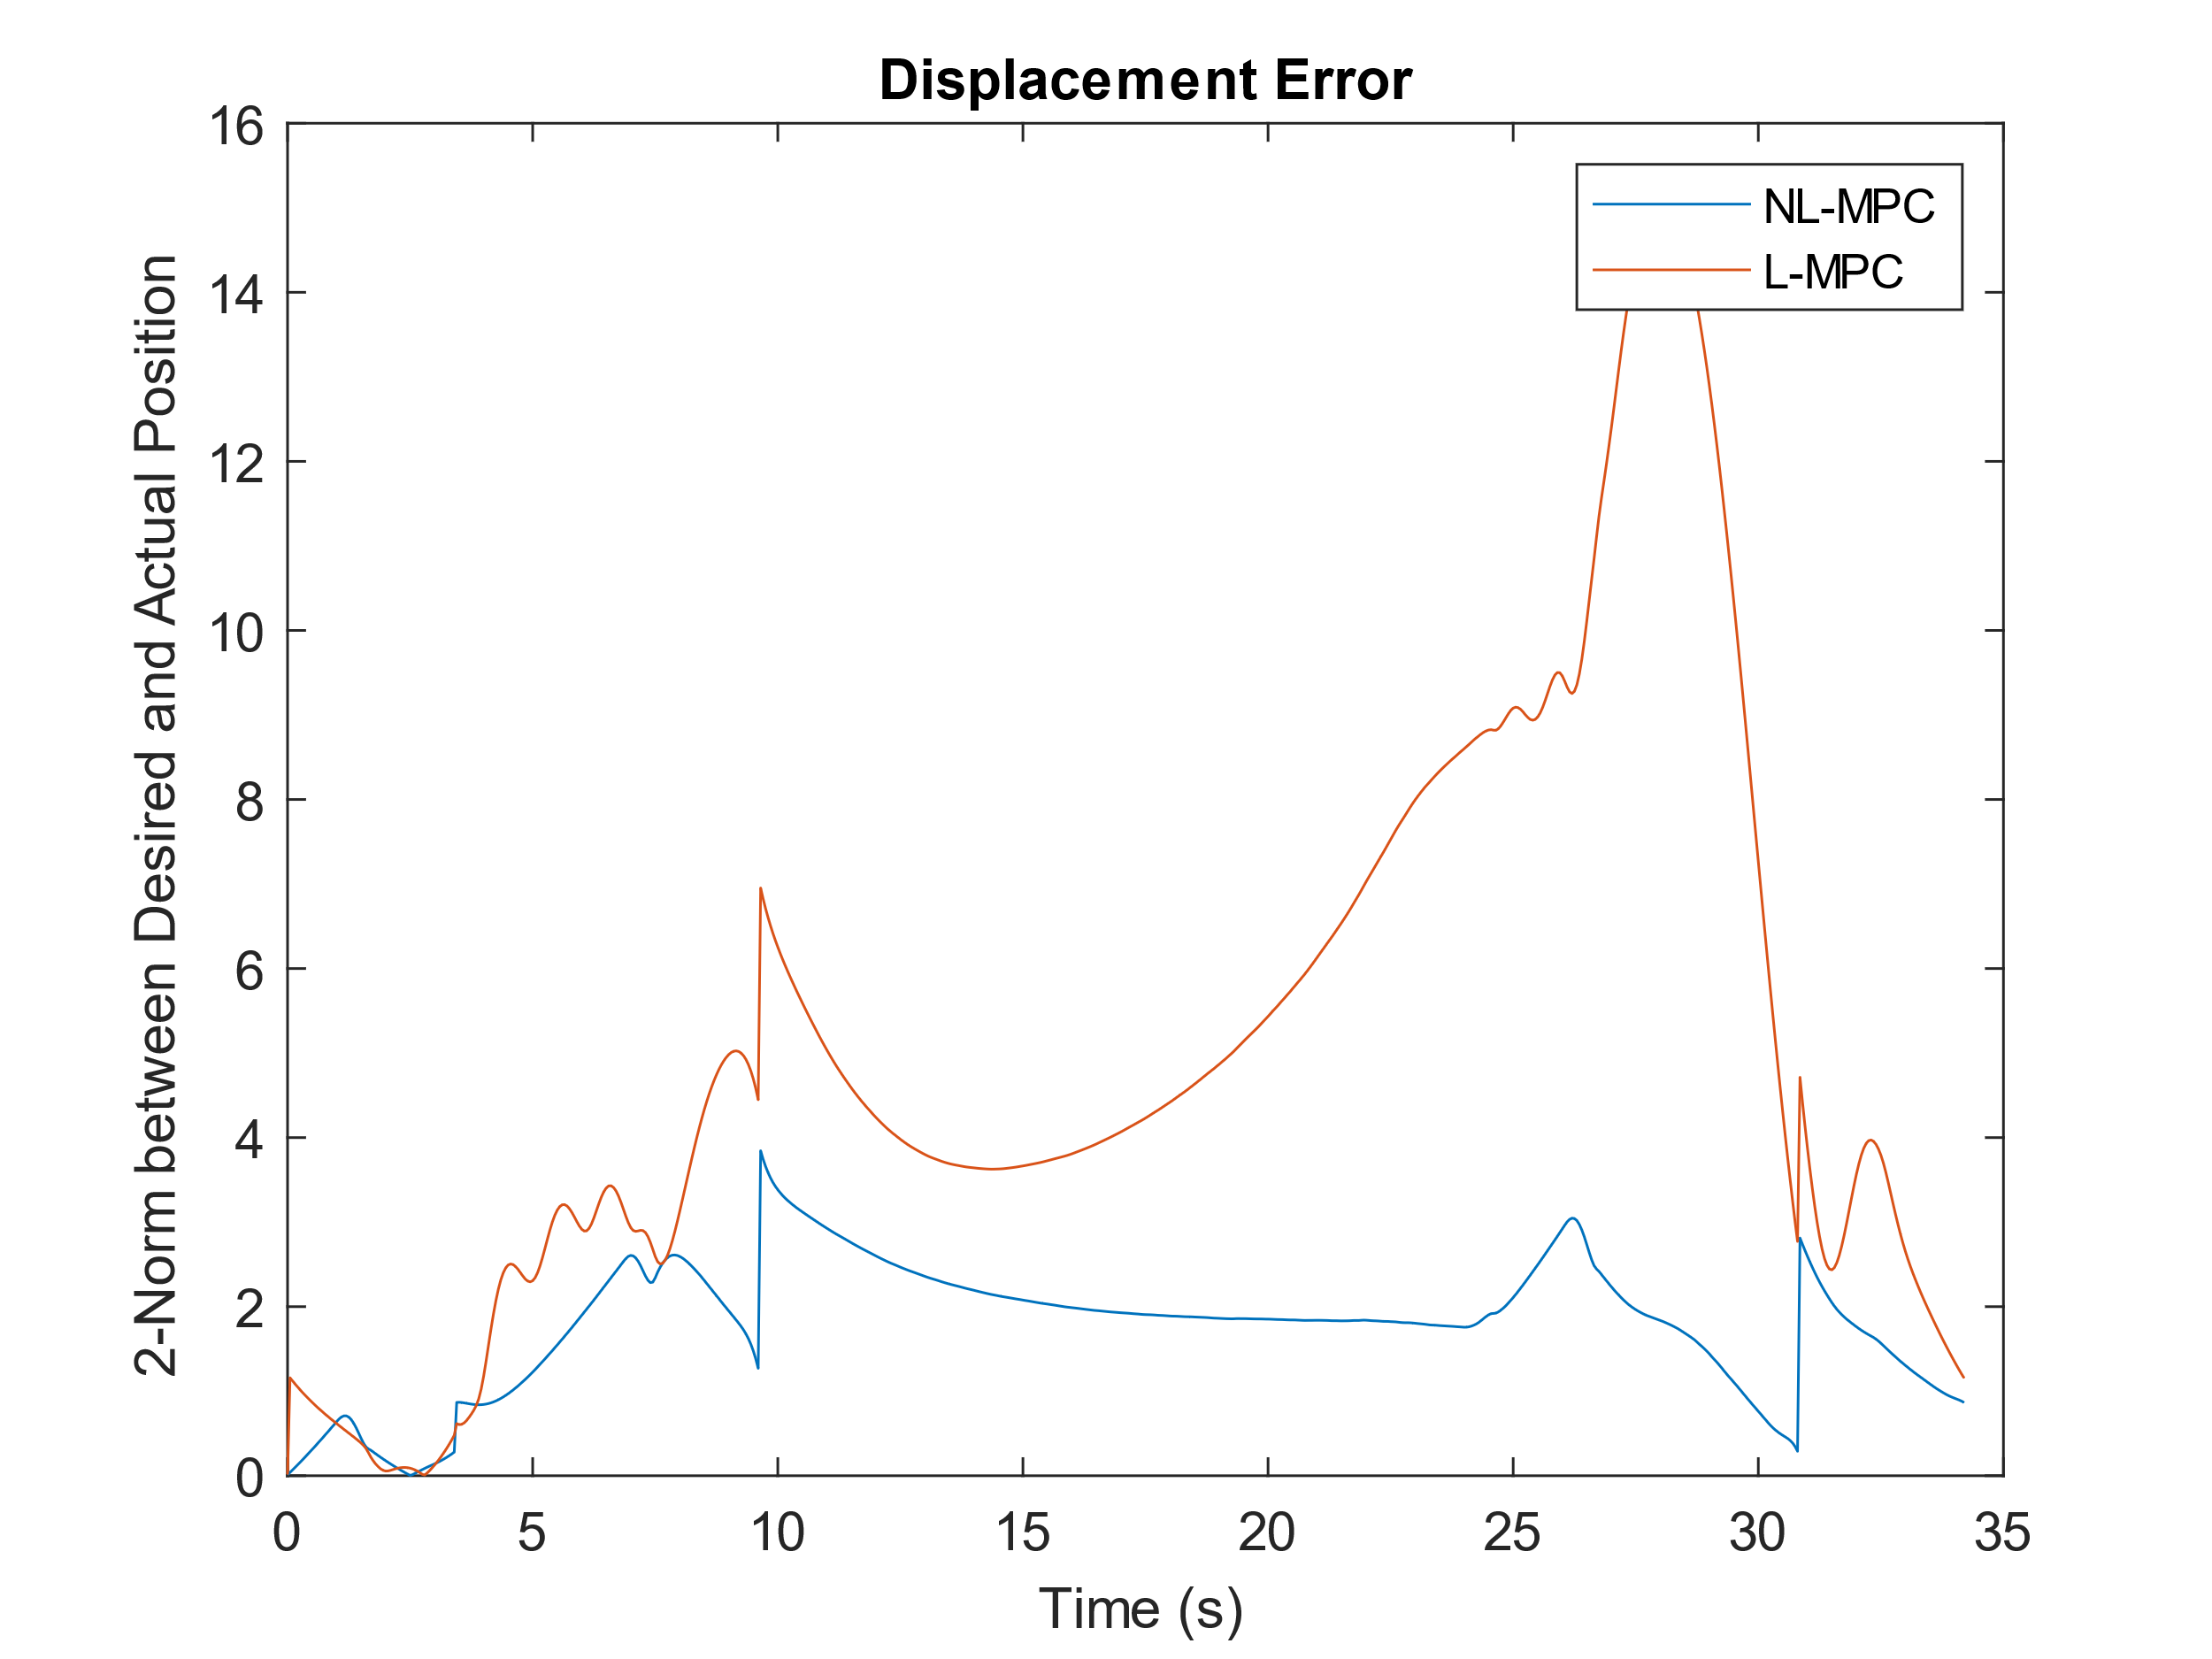 Displacement Error
16
14
12
10
8
6
4
2
0
2-Norm between Desired and Actual Position
NL-MPC
L-MPC
0 5 10 15 20 25 30 35
Time (s)